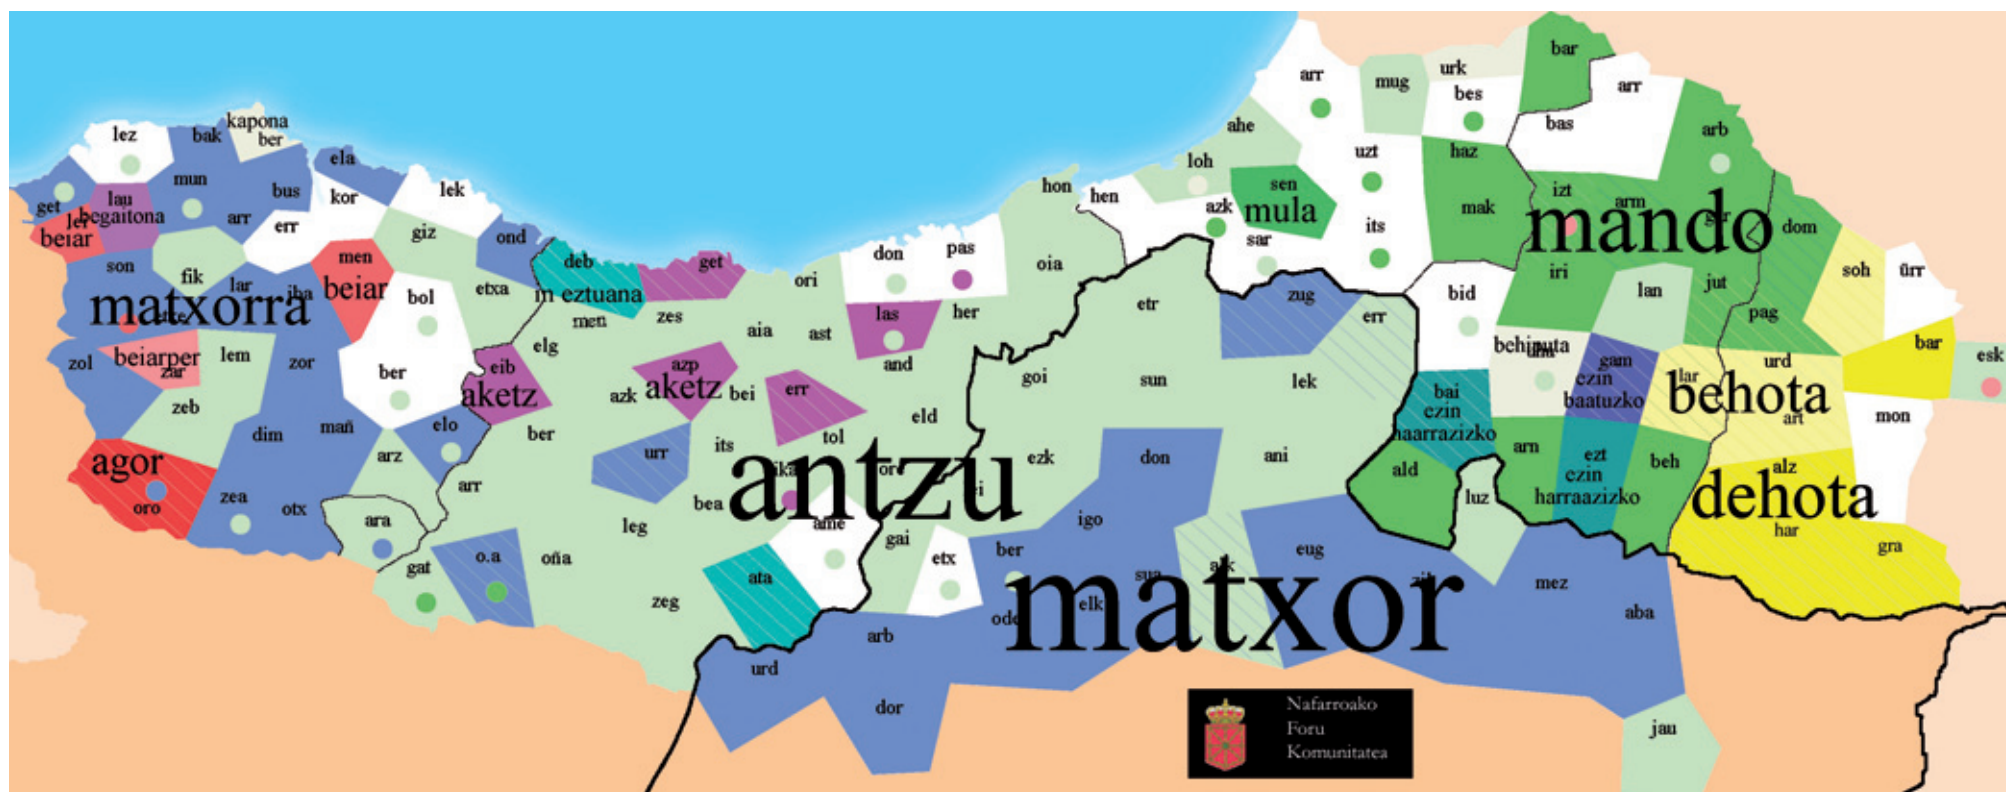 bar
arr
mug
urk
bes
arr
kapona
ber
lez
bak
ahe
bas
arb
ela
loh
uzt
haz
mun
bus
kor
lek
hon
hen
sen
mula
izt
arm
get
lau
begaitona
ler
beiar
arr
err
giz
ond
azk
sar
its
mak
mando
dom
son
fik
lar
men
beiar
bol
etxa
deb
m eztuana
men
get
ori
don
pas
oia
iri
lan
jut
soh
ürr
matxorra
iba
zes
aia
ast
las
her
etr
zug
err
bid
pag
zol
beiarper
zar
lem
zor
ber
elg
eib
aketz
azp
aketz
azk
bei
err
and
goi
sun
lek
behiputa
gam
ezin
baatuzko
lar
behota
urd
art
bar
esk
zeb
dim
mañ
elo
arz
ber
its
tol
eld
bai
ezin
haarrazizko
mon
agor
oro
zea
otx
ara
arr
urr
leg
bea
antzu
ame
ezk
don
ani
igo
ald
luz
arn
ezt
ezin
harraazizko
beh
alz
dehota
har
gra
gat
o.a
oña
zeg
ata
gai
etx
ber
eug
matxor
elk
mez
aba
urd
arb
dor
jau
Nafarroako
Foru
Komunitatea